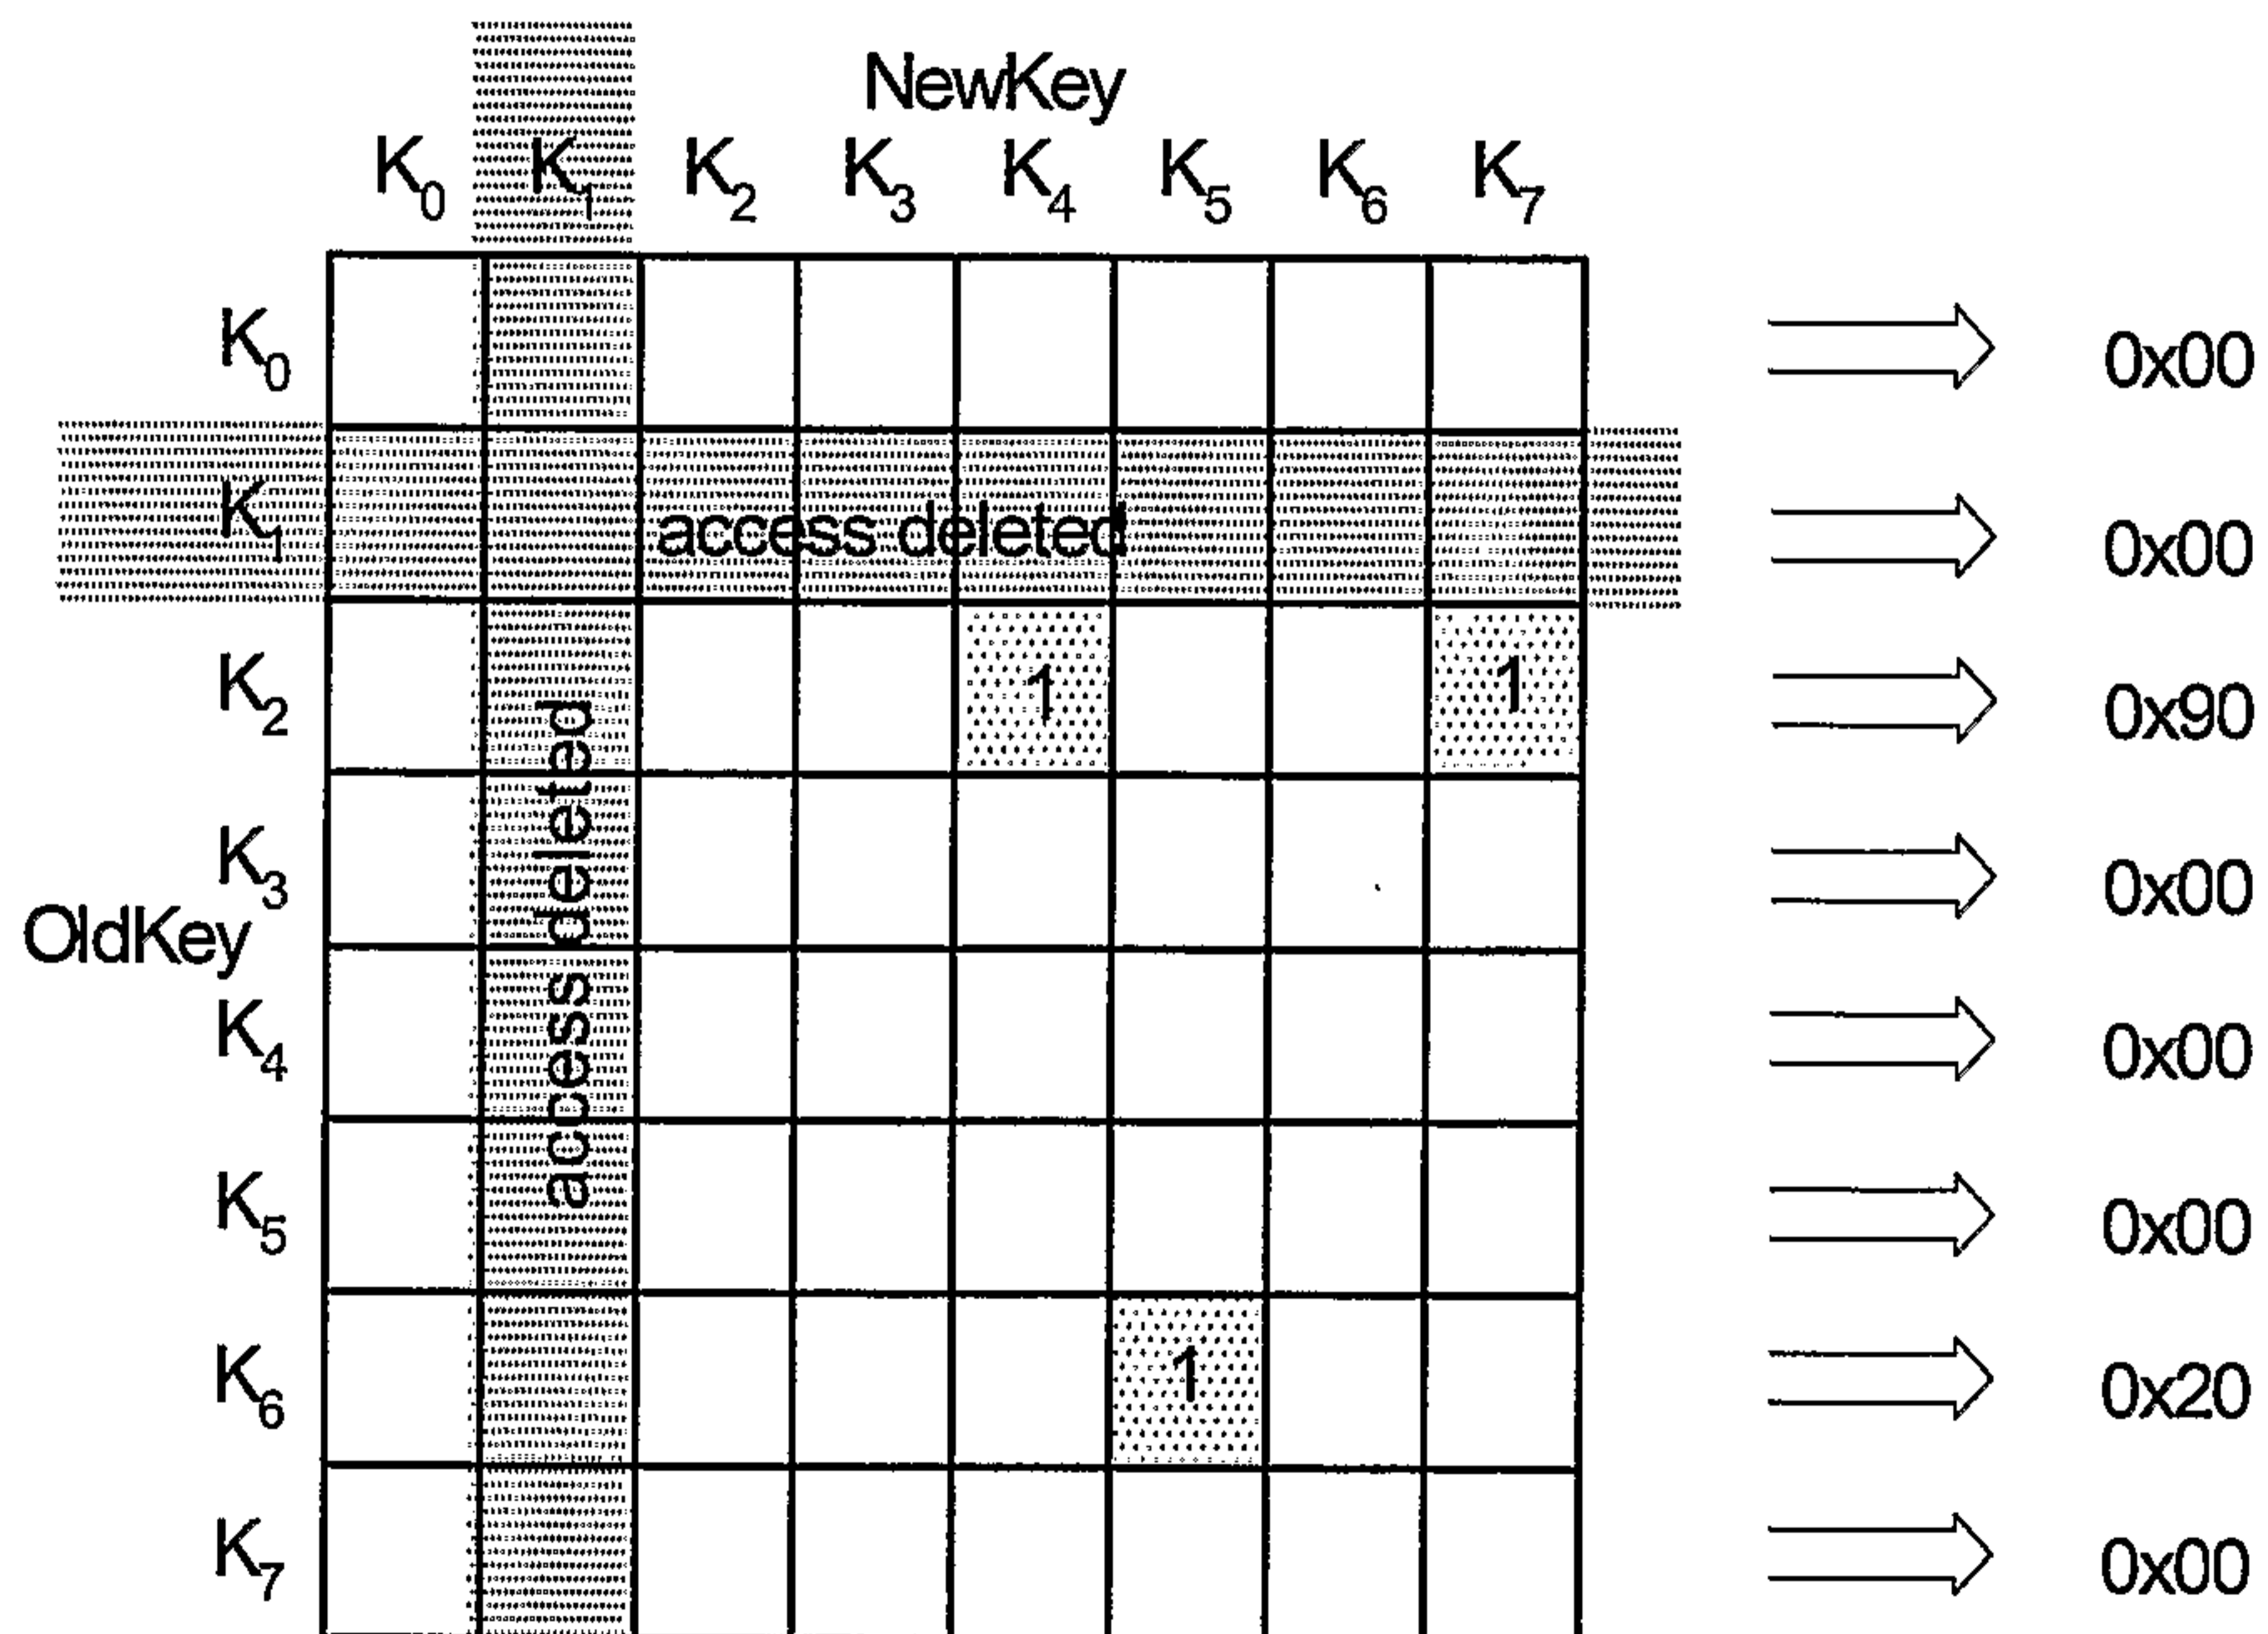 NewKey
K0 K1 K2 K3 K4 K5 K6 K7
K0 0x00
K1 access deleted 0x00
K2 1 1 0x90
access deleted
K3 0x00
OldKey
K4 0x00
K5 0x00
K6 1 0x20
K7 0x00